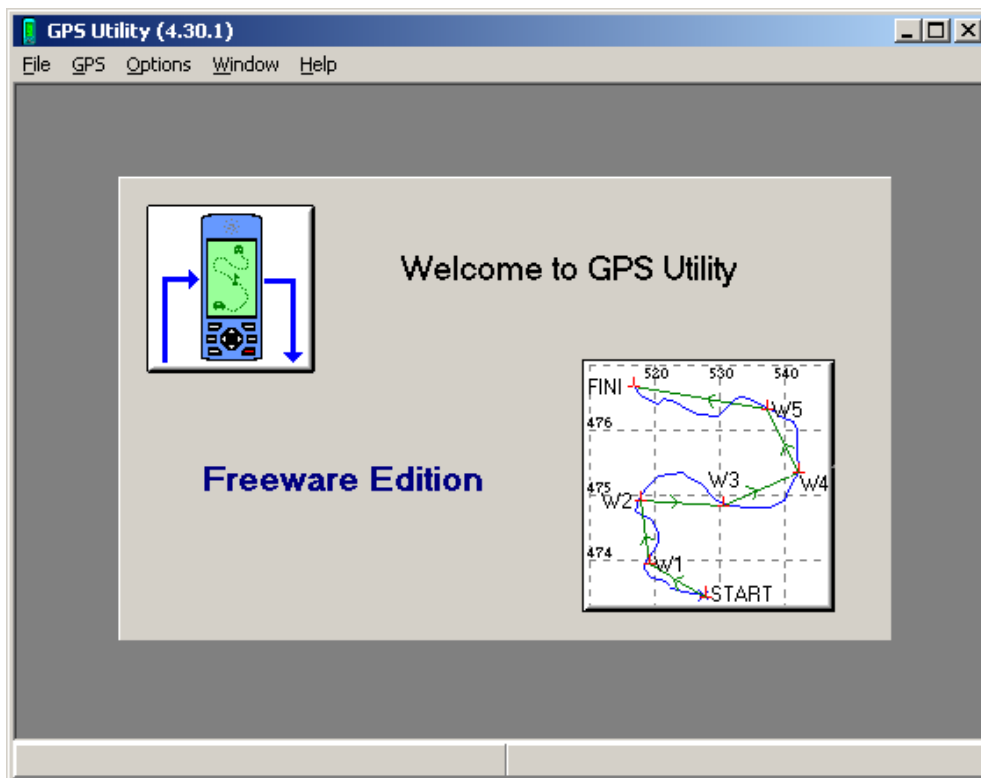 GPS Utility (4.30.1)
File GPS Options Window Help
Welcome to GPS Utility
Freeware Edition
520 530 540
FINI
W5
476
W3
W4
475
W2
474
W1
START